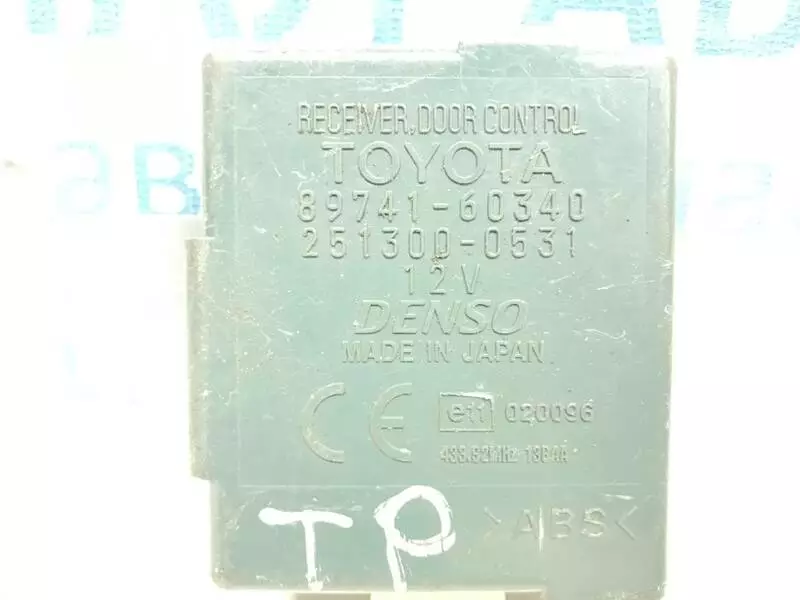 RECEIVER, DOOR CONTROL
TOYOTA
89741-60340
251300-0531
12V
DENSO
MADE IN JAPAN
CE e11 020096
433.92MHz 13BAA
>ABS<
TP